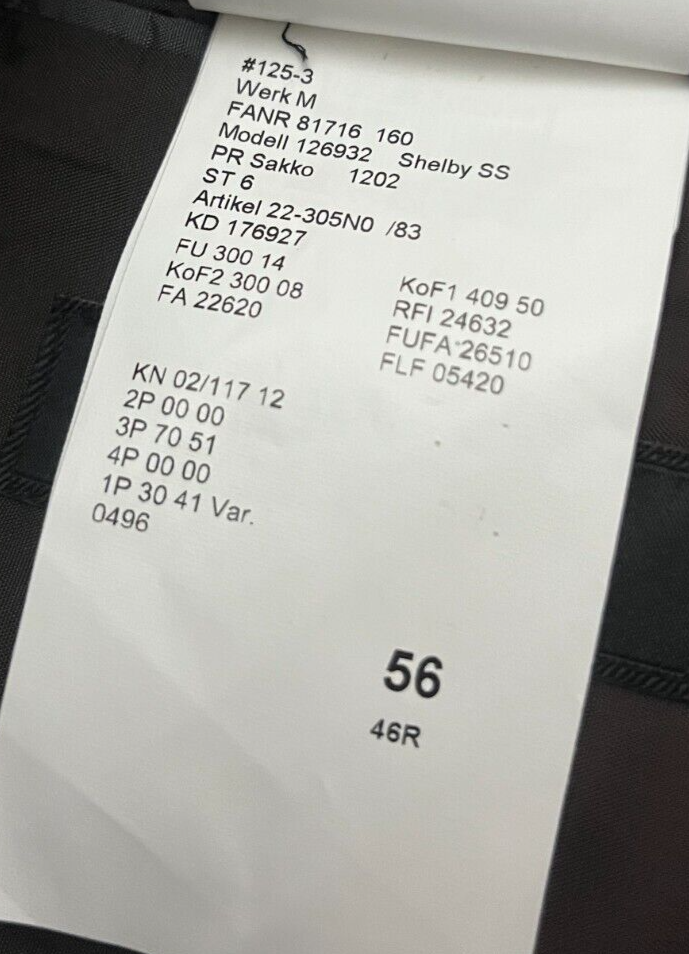 #125-3
Werk M
FANR 81716 160
Modell 126932 Shelby SS
PR Sakko 1202
ST 6
Artikel 22-305N0 /83
KD 176927
FU 300 14 KoF1 409 50
KoF2 300 08 RFI 24632
FA 22620 FUFA 26510
FLF 05420
KN 02/117 12
2P 00 00
3P 70 51
4P 00 00
1P 30 41 Var.
0496
56
46R